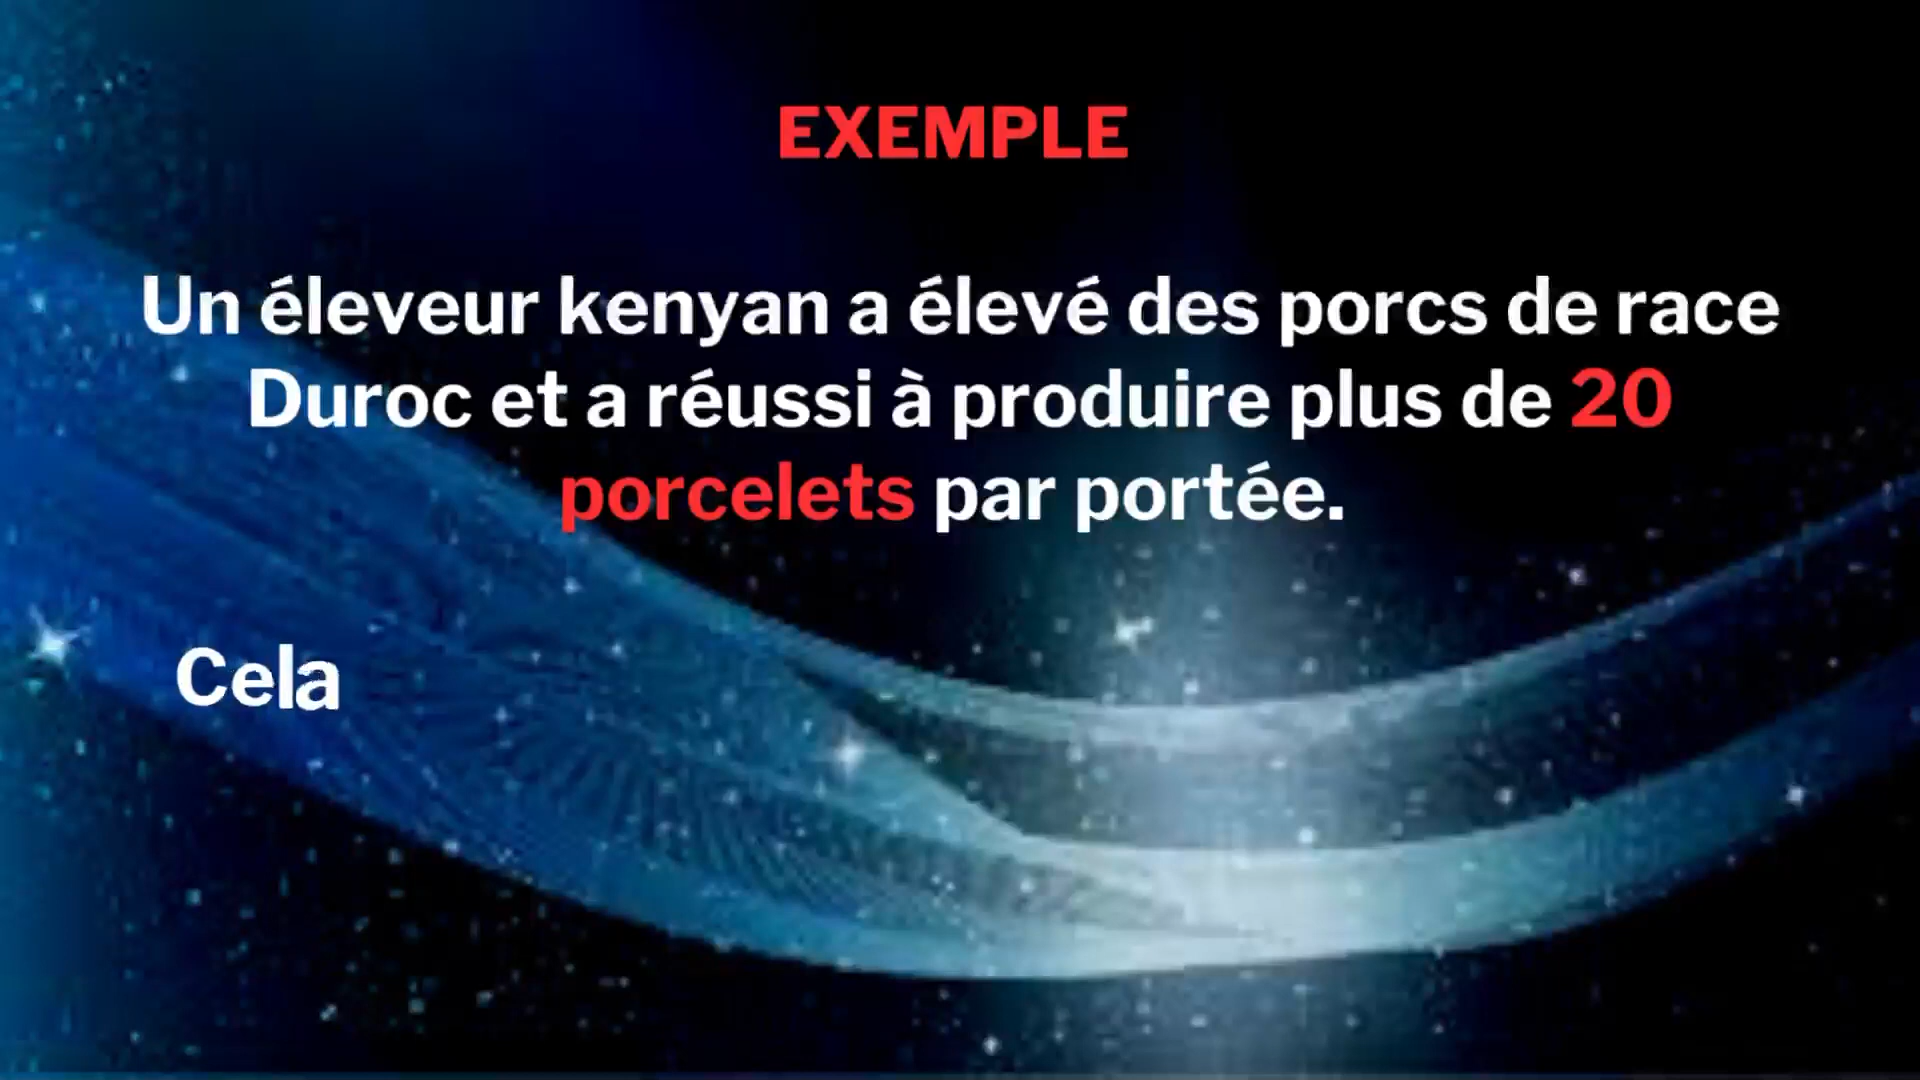 EXEMPLE
Un éleveur kenyan a élevé des porcs de race
Duroc et a réussi à produire plus de 20
porcelets par portée.
Cela